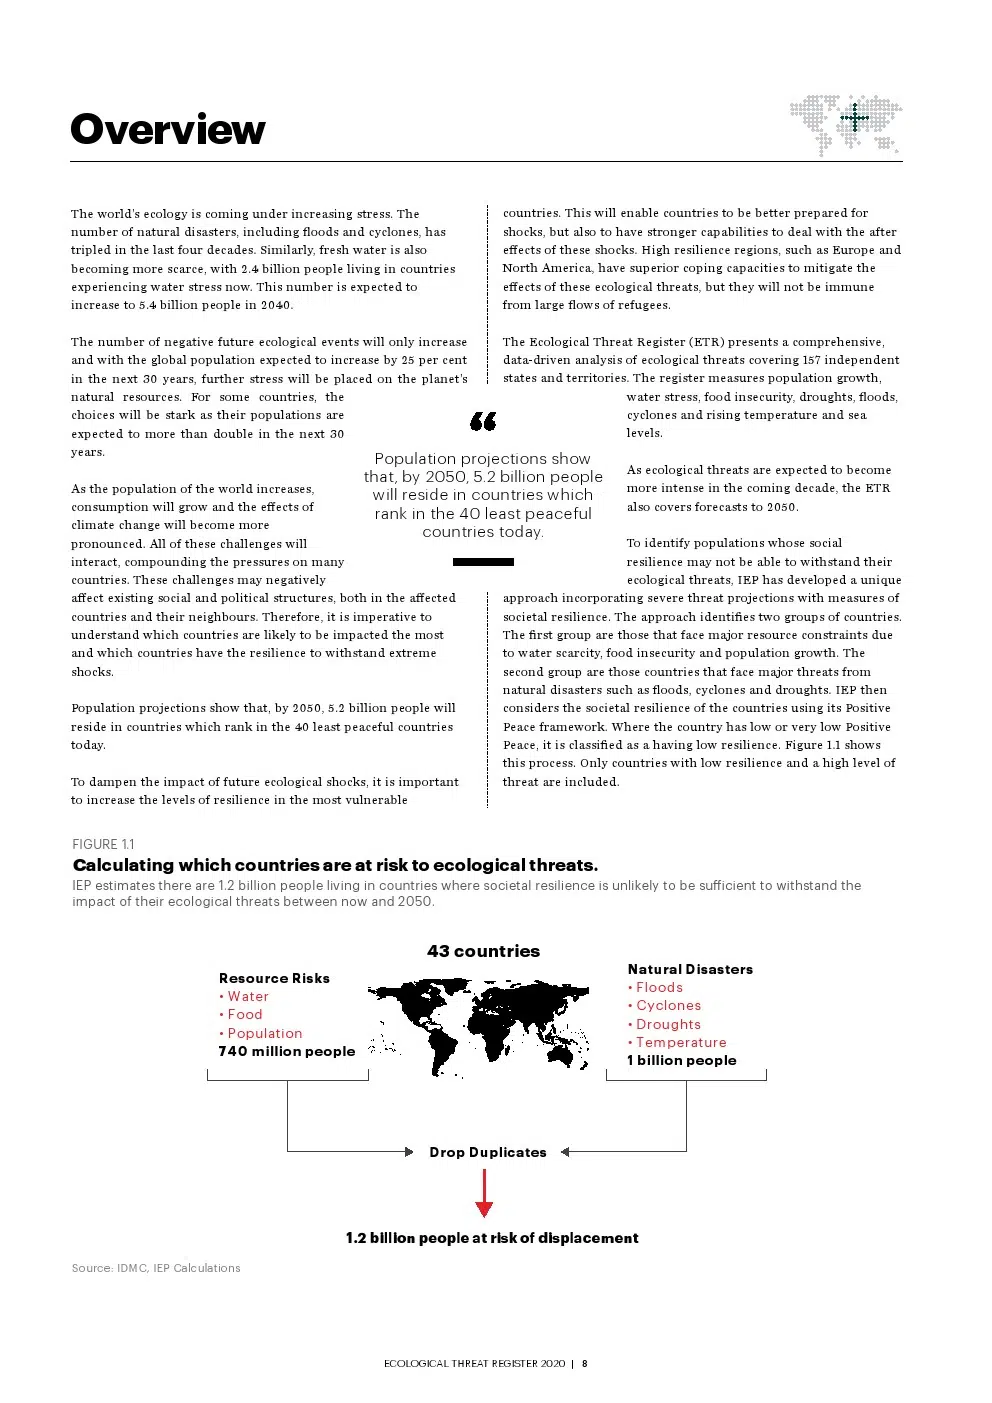 Overview
The world's ecology is coming under increasing stress. The
number of natural disasters, including floods and cyclones, has
tripled in the last four decades. Similarly, fresh water is also
becoming more scarce, with 2.4 billion people living in countries
experiencing water stress now. This number is expected to
increase to 5.4 billion people in 2040.
The number of negative future ecological events will only increase
and with the global population expected to increase by 25 per cent
in the next 30 years, further stress will be placed on the planet's
natural resources. For some countries, the
choices will be stark as their populations are
expected to more than double in the next 30
years.
As the population of the world increases,
consumption will grow and the effects of
climate change will become more
pronounced. All of these challenges will
interact, compounding the pressures on many
countries. These challenges may negatively
affect existing social and political structures, both in the affected
countries and their neighbours. Therefore, it is imperative to
understand which countries are likely to be impacted the most
and which countries have the resilience to withstand extreme
shocks.
Population projections show that, by 2050, 5.2 billion people will
reside in countries which rank in the 40 least peaceful countries
today.
To dampen the impact of future ecological shocks, it is important
to increase the levels of resilience in the most vulnerable
countries. This will enable countries to be better prepared for
shocks, but also to have stronger capabilities to deal with the after
effects of these shocks. High resilience regions, such as Europe and
North America, have superior coping capacities to mitigate the
effects of these ecological threats, but they will not be immune
from large flows of refugees.
The Ecological Threat Register (ETR) presents a comprehensive,
data-driven analysis of ecological threats covering 157 independent
states and territories. The register measures population growth,
water stress, food insecurity, droughts, floods,
cyclones and rising temperature and sea
levels.
As ecological threats are expected to become
more intense in the coming decade, the ETR
also covers forecasts to 2050.
To identify populations whose social
resilience may not be able to withstand their
ecological threats, IEP has developed a unique
approach incorporating severe threat projections with measures of
societal resilience. The approach identifies two groups of countries.
The first group are those that face major resource constraints due
to water scarcity, food insecurity and population growth. The
second group are those countries that face major threats from
natural disasters such as floods, cyclones and droughts. IEP then
considers the societal resilience of the countries using its Positive
Peace framework. Where the country has low or very low Positive
Peace, it is classified as a having low resilience. Figure 1.1 shows
this process. Only countries with low resilience and a high level of
threat are included.
“
Population projections show
that, by 2050, 5.2 billion people
will reside in countries which
rank in the 40 least peaceful
countries today.
FIGURE 1.1
Calculating which countries are at risk to ecological threats.
IEP estimates there are 1.2 billion people living in countries where societal resilience is unlikely to be sufficient to withstand the
impact of their ecological threats between now and 2050.
43 countries
Resource Risks
• Water
• Food
• Population
740 million people
Natural Disasters
• Floods
• Cyclones
• Droughts
• Temperature
1 billion people
Drop Duplicates
1.2 billion people at risk of displacement
Source: IDMC, IEP Calculations
ECOLOGICAL THREAT REGISTER 2020 | 8